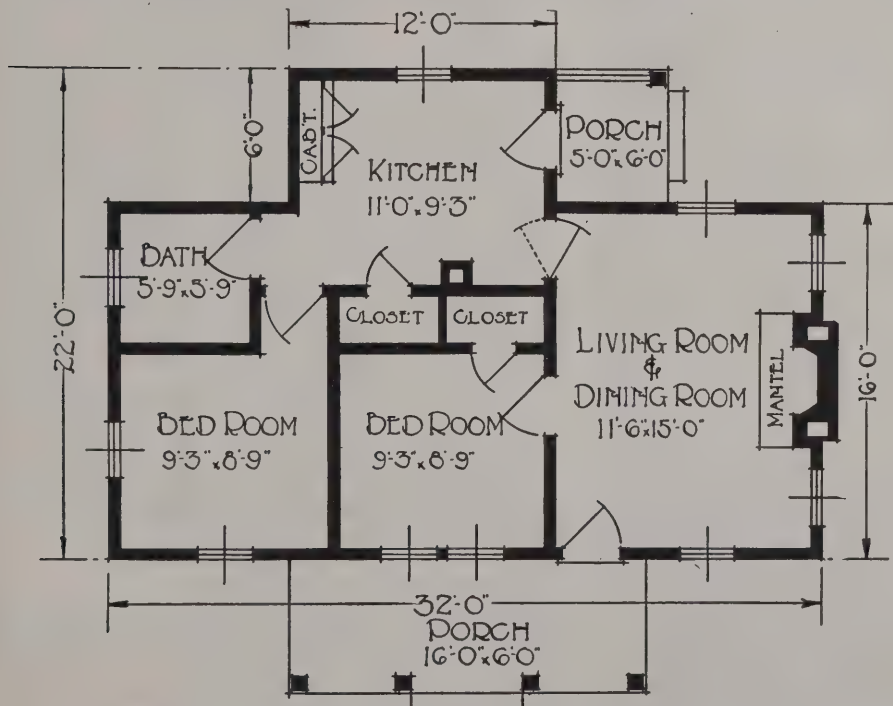 12'-0"
22'-0"
6'-0"
CAB'T.
KITCHEN
11'-0"x9'-3"
PORCH
5'-0"x6'-0"
BATH
5'-9"x5'-9"
CLOSET
CLOSET
LIVING ROOM
&
DINING ROOM
11'-6"x15'-0"
MANTEL
16'-0"
BED ROOM
9'-3"x8'-9"
BED ROOM
9'-3"x8'-9"
32'-0"
PORCH
16'-0"x6'-0"